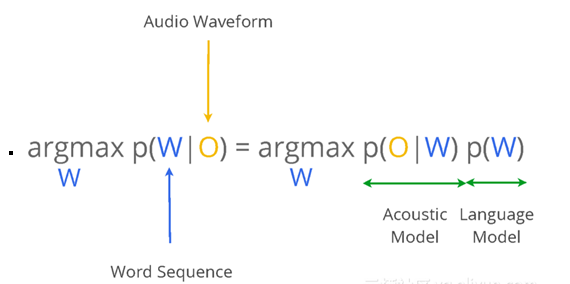 Audio Waveform
argmax p(W|O) = argmax p(O|W) p(W)
W W
Acoustic Language
Model Model
Word Sequence